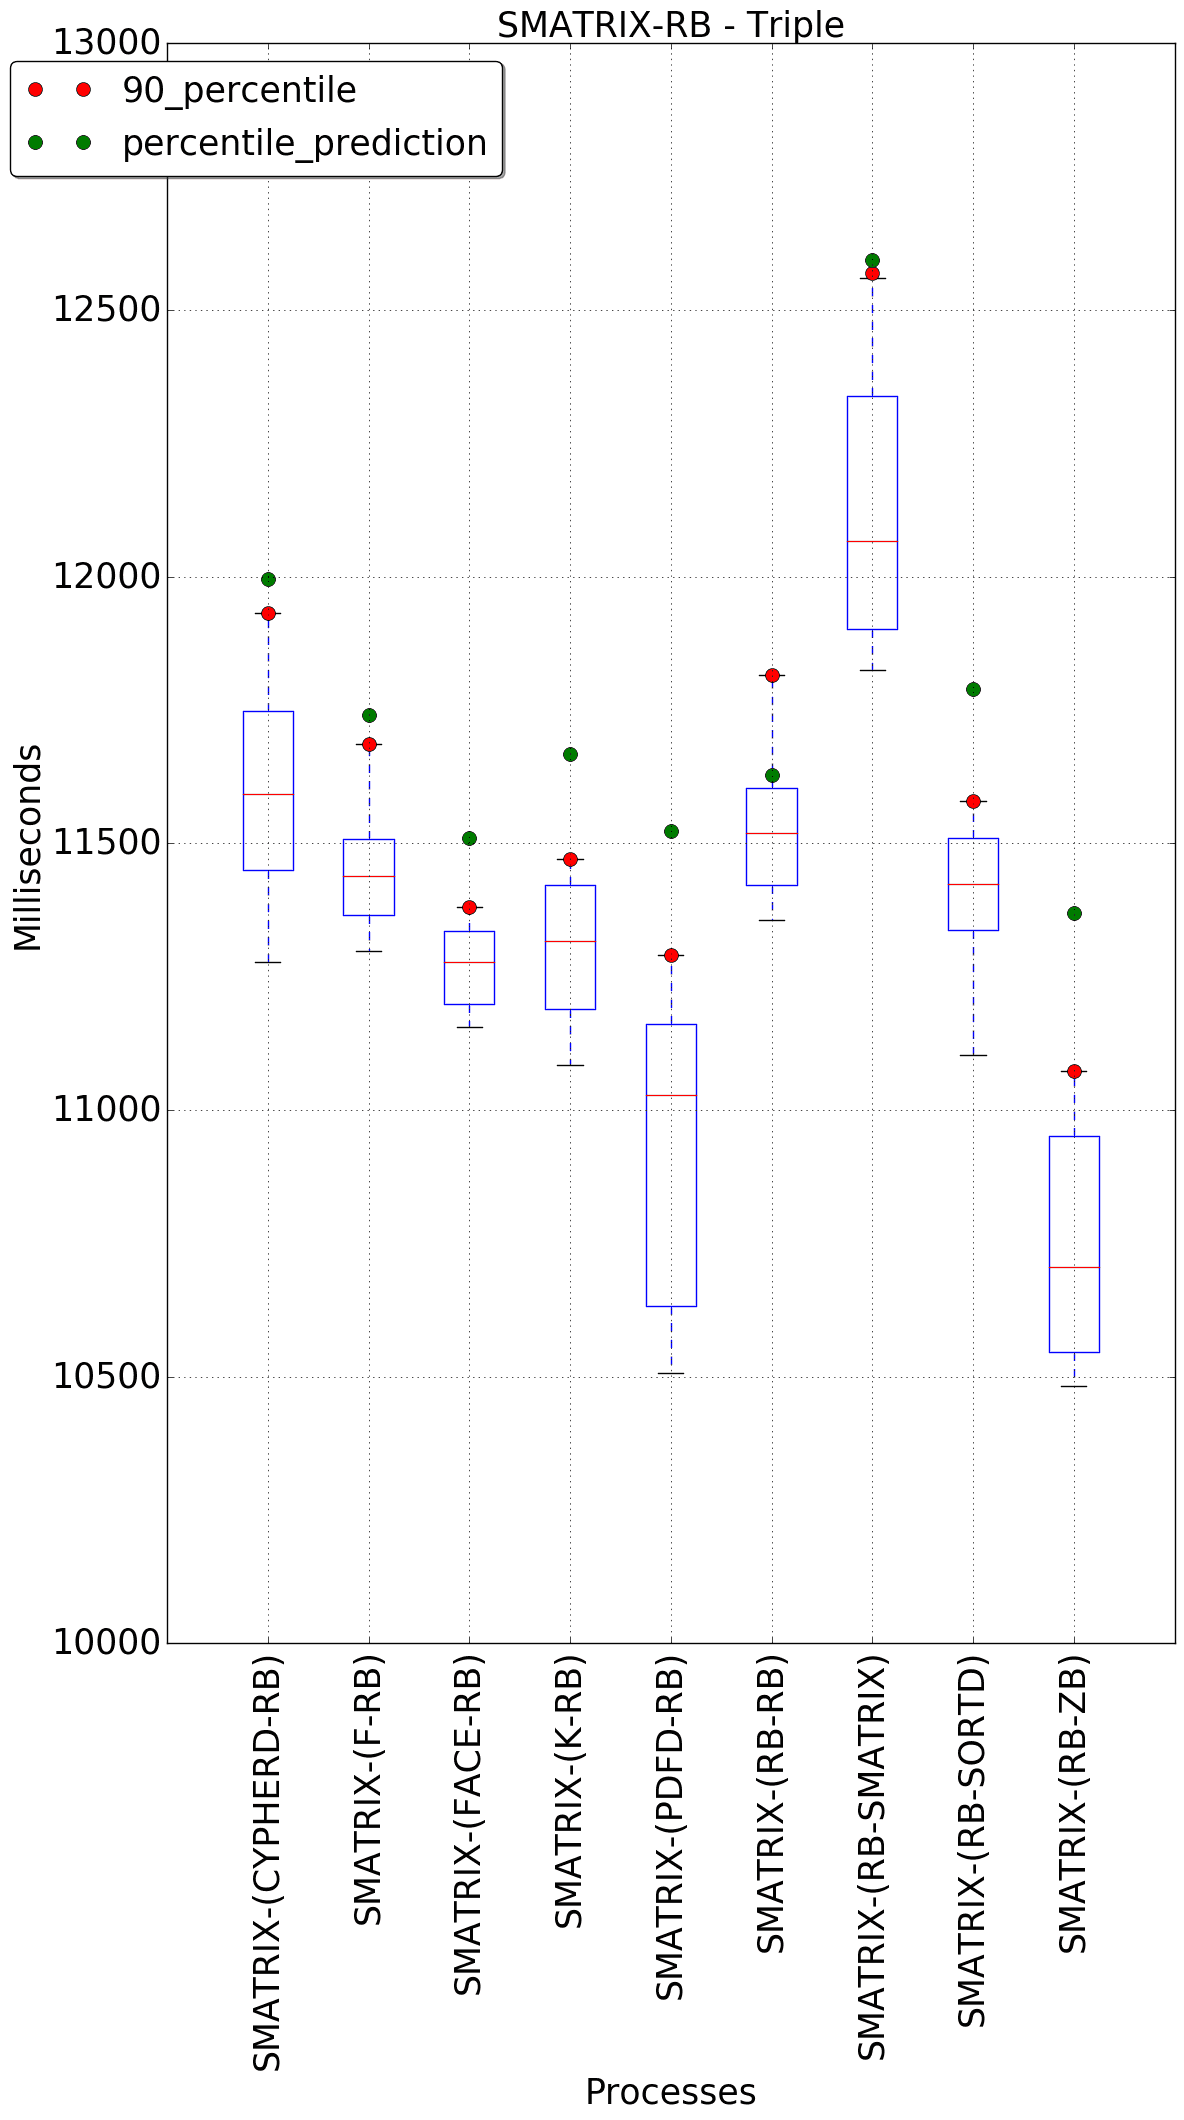 SMATRIX-RB - Triple
90_percentile
percentile_prediction
13000
12500
12000
11500
11000
10500
10000
Milliseconds
SMATRIX-(CYPHERD-RB)
SMATRIX-(F-RB)
SMATRIX-(FACE-RB)
SMATRIX-(K-RB)
SMATRIX-(PDFD-RB)
SMATRIX-(RB-RB)
SMATRIX-(RB-SMATRIX)
SMATRIX-(RB-SORTD)
SMATRIX-(RB-ZB)
Processes